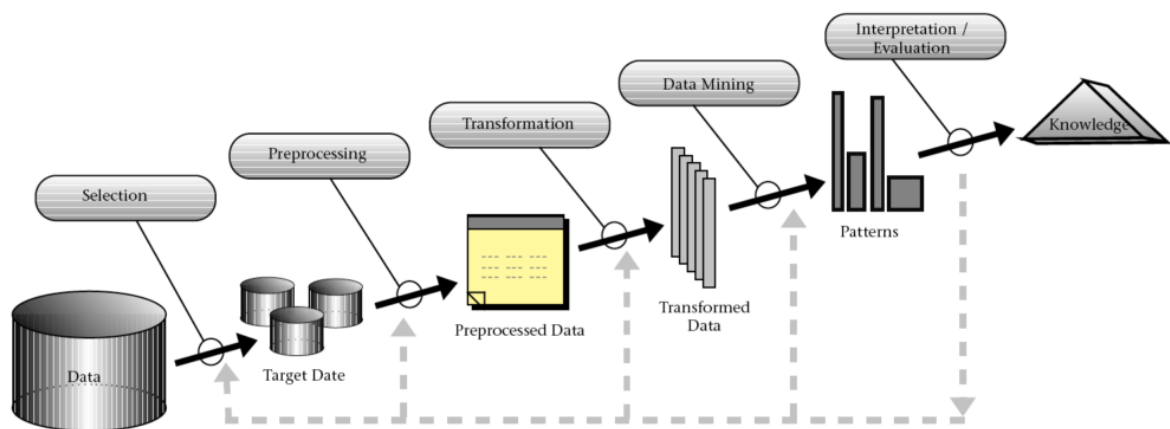 Interpretation /
Evaluation
Data Mining
Transformation
Knowledge
Preprocessing
Selection
Patterns
Transformed
Data
Preprocessed Data
Target Date
Data